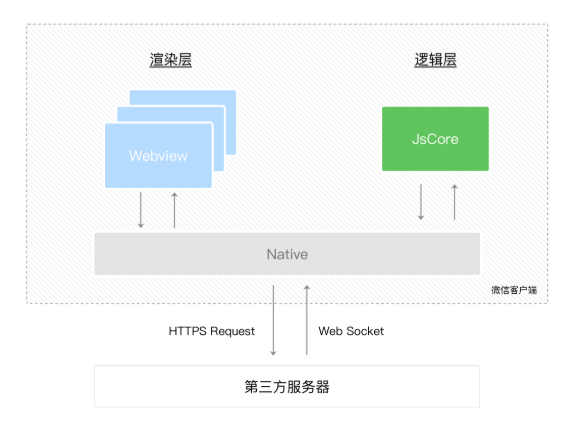 渲染层
逻辑层
Webview
JsCore
Native
微信客户端
HTTPS Request
Web Socket
第三方服务器